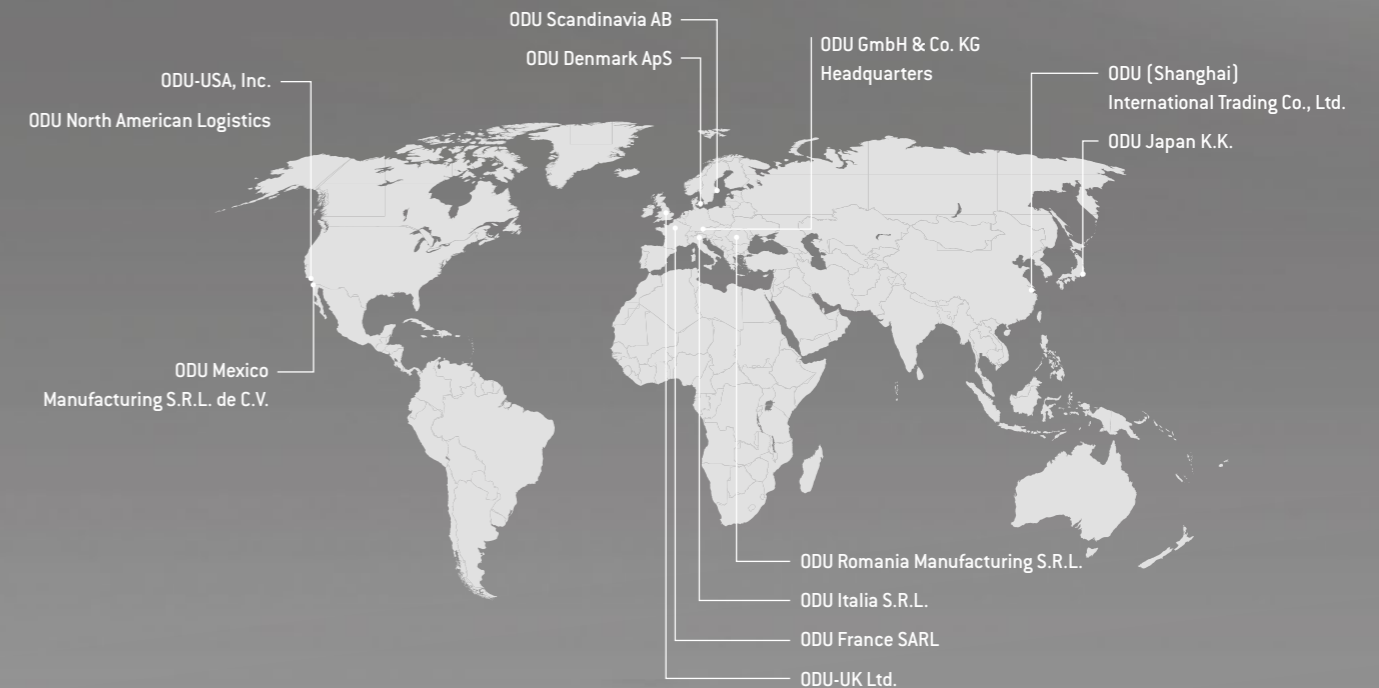 ODU Scandinavia AB
ODU Denmark ApS
ODU GmbH & Co. KG
Headquarters
ODU-USA, Inc.
ODU North American Logistics
ODU (Shanghai)
International Trading Co., Ltd.
ODU Japan K.K.
ODU Mexico
Manufacturing S.R.L. de C.V.
ODU Romania Manufacturing S.R.L.
ODU Italia S.R.L.
ODU France SARL
ODU-UK Ltd.